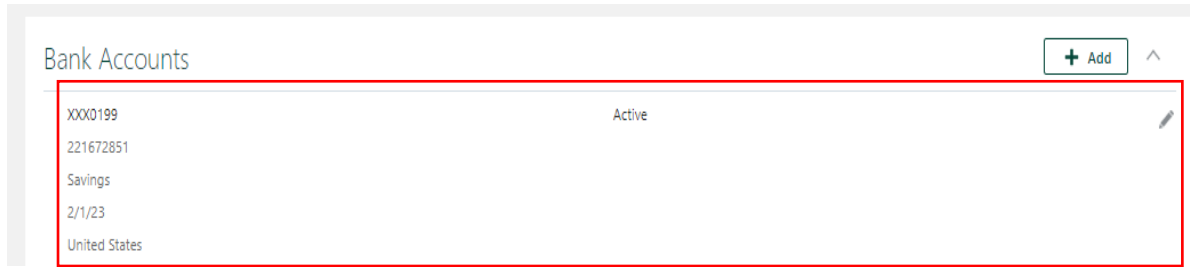 Bank Accounts
+ Add
XXX0199 Active
221672851
Savings
2/1/23
United States